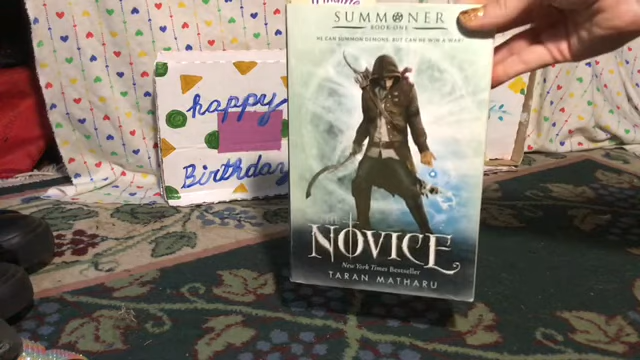 SUMMONER
BOOK ONE
HE CAN SUMMON DEMONS. BUT CAN HE WIN A WAR?
happy
Birthday
THE
NOVICE
New York Times Bestseller
TARAN MATHARU